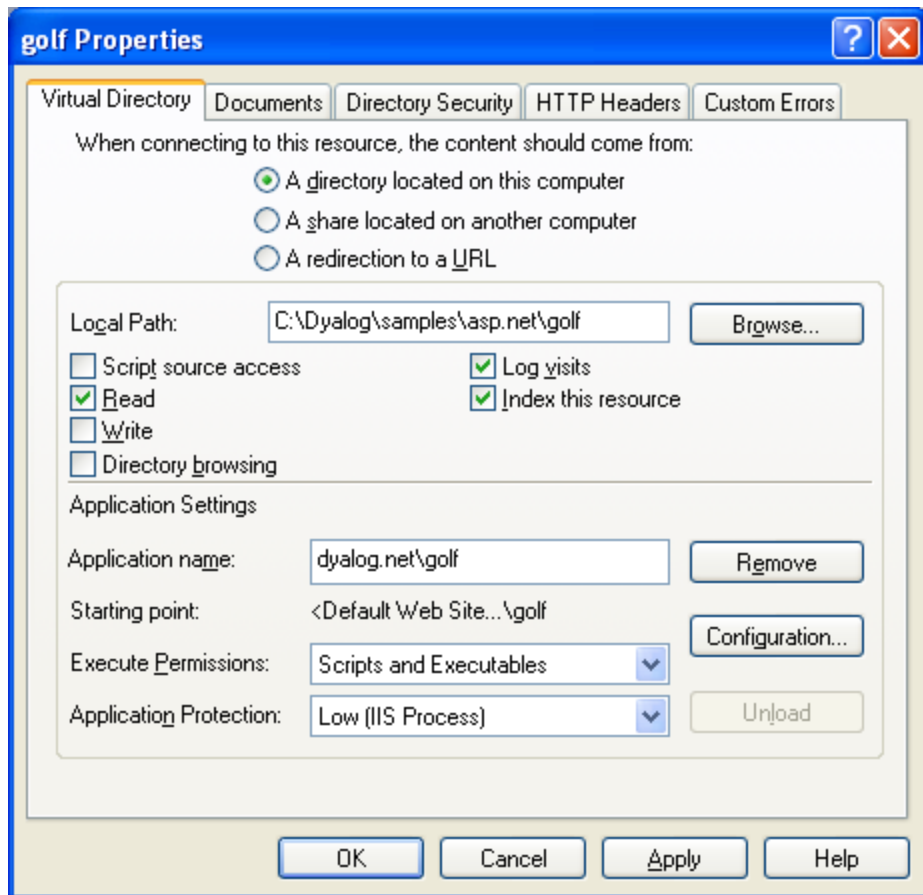 golf Properties
Virtual Directory Documents Directory Security HTTP Headers Custom Errors
When connecting to this resource, the content should come from:
A directory located on this computer
A share located on another computer
A redirection to a URL
Local Path: C:\Dyalog\samples\asp.net\golf Browse...
Script source access Log visits
Read Index this resource
Write
Directory browsing
Application Settings
Application name: dyalog.net\golf Remove
Starting point: <Default Web Site...\golf
Configuration...
Execute Permissions: Scripts and Executables
Application Protection: Low (IIS Process) Unload
OK Cancel Apply Help